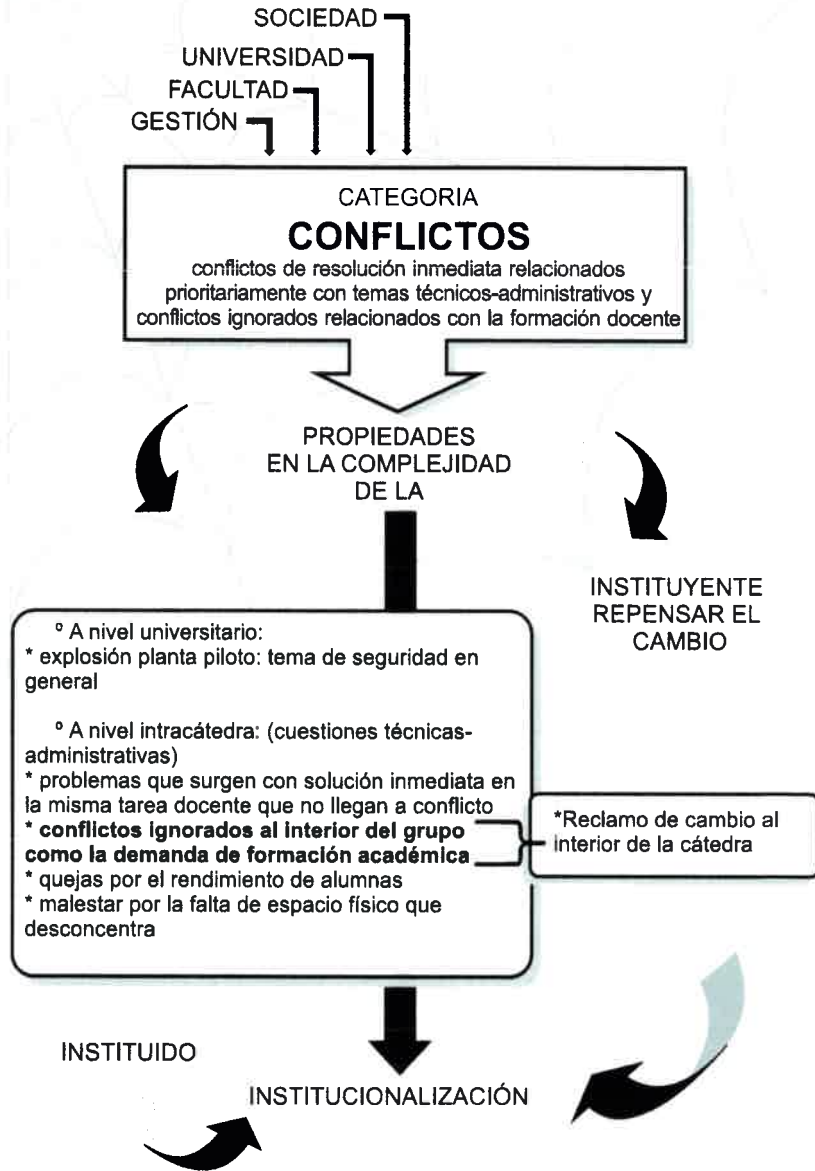 SOCIEDAD
UNIVERSIDAD
FACULTAD
GESTIÓN
CATEGORIA
CONFLICTOS
conflictos de resolución inmediata relacionados
prioritariamente con temas técnicos-administrativos y
conflictos ignorados relacionados con la formación docente
PROPIEDADES
EN LA COMPLEJIDAD
DE LA
INSTITUYENTE
REPENSAR EL
CAMBIO
º A nivel universitario:
* explosión planta piloto: tema de seguridad en
general
º A nivel intracátedra: (cuestiones técnicas-
administrativas)
* problemas que surgen con solución inmediata en
la misma tarea docente que no llegan a conflicto
* conflictos ignorados al interior del grupo
como la demanda de formación académica
* quejas por el rendimiento de alumnas
* malestar por la falta de espacio físico que
desconcentra
*Reclamo de cambio al
interior de la cátedra
INSTITUIDO
INSTITUCIONALIZACIÓN